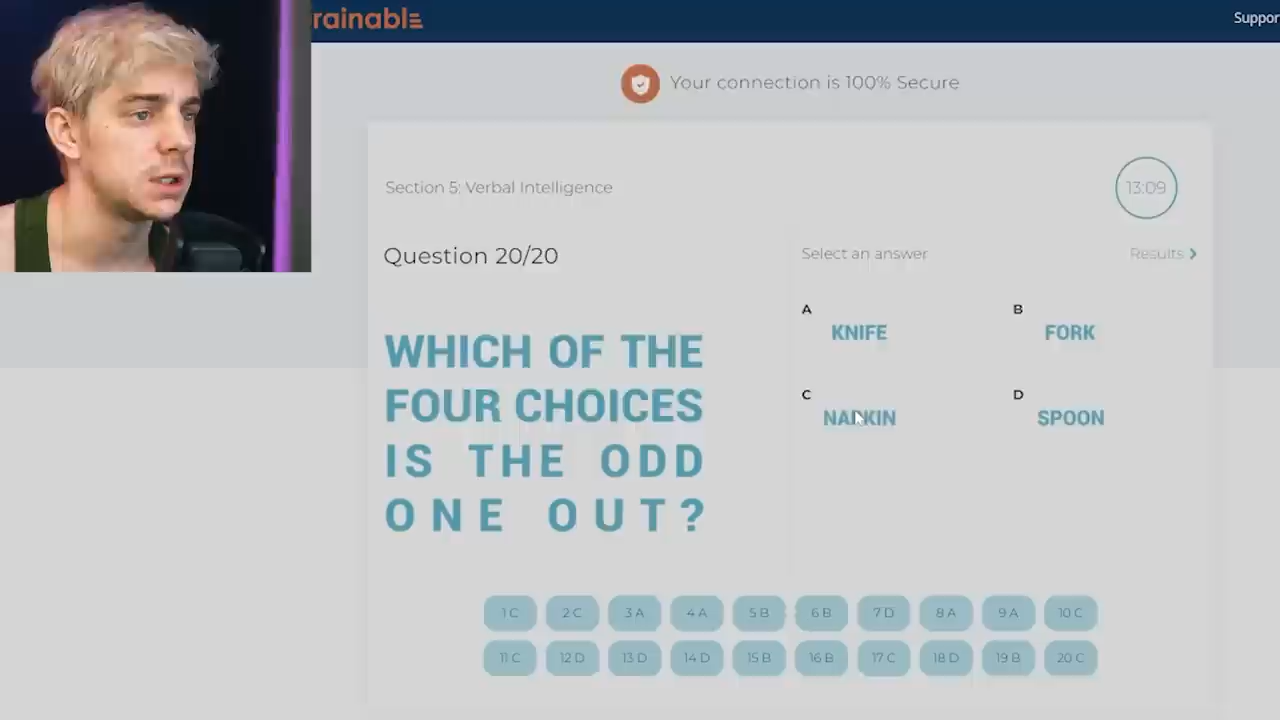 rainable
Suppor
Your connection is 100% Secure
Section 5: Verbal Intelligence
13:09
Question 20/20
Select an answer
Results
WHICH OF THE
FOUR CHOICES
IS THE ODD
ONE OUT?
A
KNIFE
B
FORK
C
NAPKIN
D
SPOON
1 C 2 C 3 A 4 A 5 B 6 B 7 D 8 A 9 A 10 C
11 C 12 D 13 D 14 D 15 B 16 B 17 C 18 D 19 B 20 C